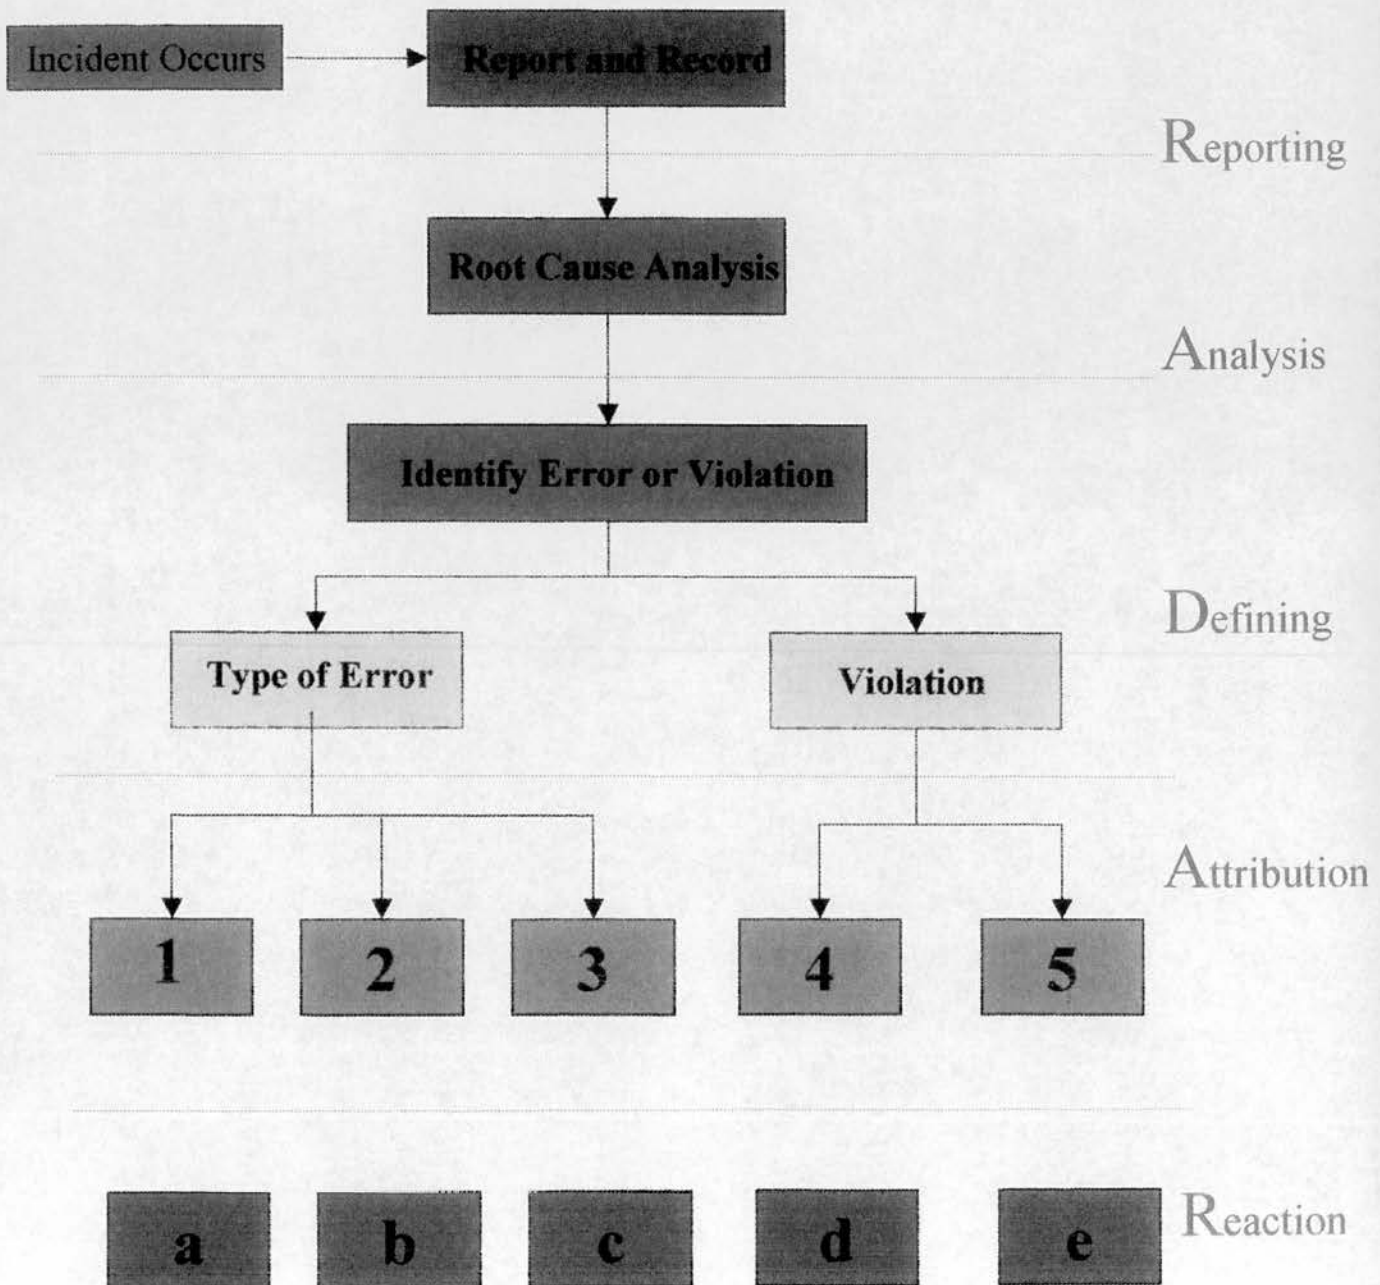 Incident Occurs
Report and Record
Reporting
Root Cause Analysis
Analysis
Identify Error or Violation
Defining
Type of Error
Violation
Attribution
1 2 3 4 5
Reaction
a b c d e